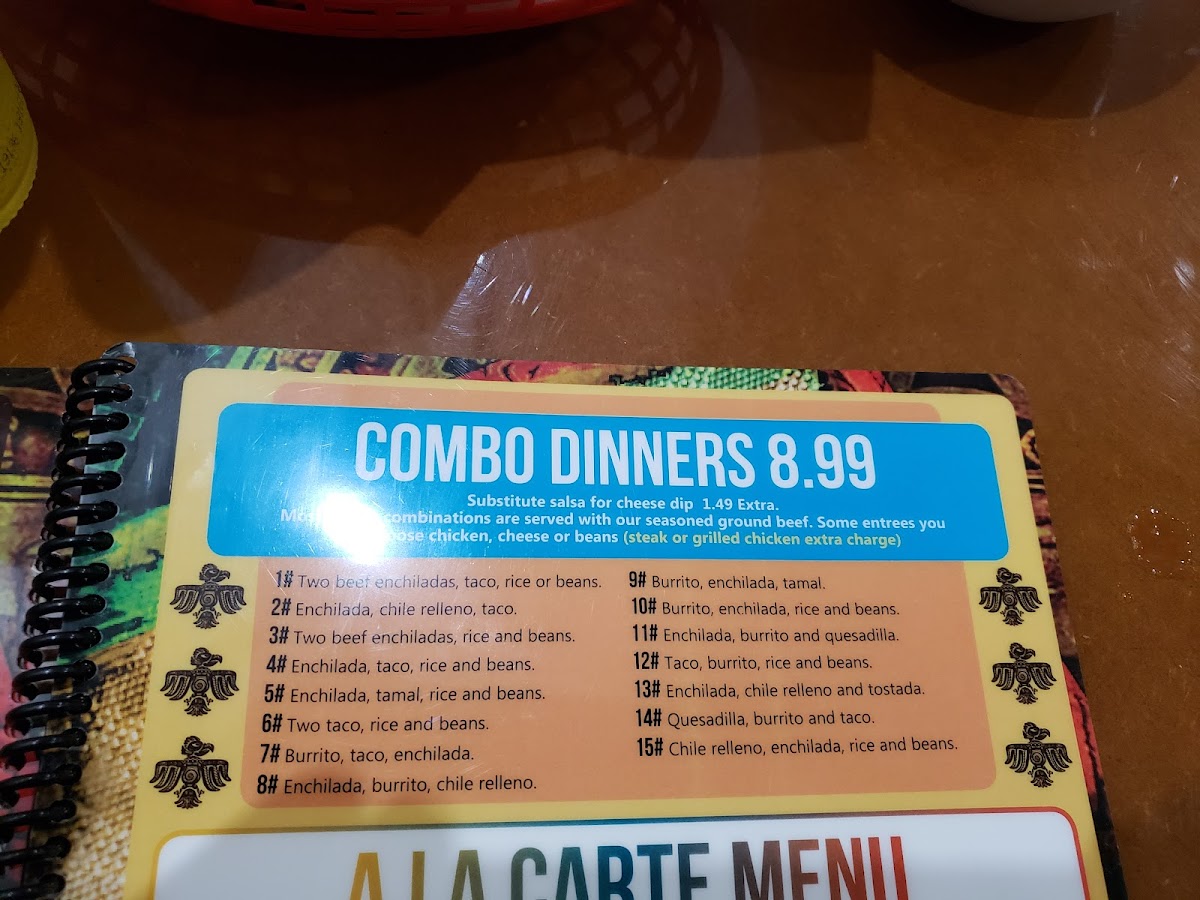 COMBO DINNERS 8.99
Substitute salsa for cheese dip 1.49 Extra.
combinations are served with our seasoned ground beef. Some entrees you
chicken, cheese or beans (steak or grilled chicken extra charge)
1# Two beef enchiladas, taco, rice or beans.
2# Enchilada, chile relleno, taco.
3# Two beef enchiladas, rice and beans.
4# Enchilada, taco, rice and beans.
5# Enchilada, tamal, rice and beans.
6# Two taco, rice and beans.
7# Burrito, taco, enchilada.
8# Enchilada, burrito, chile relleno.
9# Burrito, enchilada, tamal.
10# Burrito, enchilada, rice and beans.
11# Enchilada, burrito and quesadilla.
12# Taco, burrito, rice and beans.
13# Enchilada, chile relleno and tostada.
14# Quesadilla, burrito and taco.
15# Chile relleno, enchilada, rice and beans.
A LA CARTE MENU